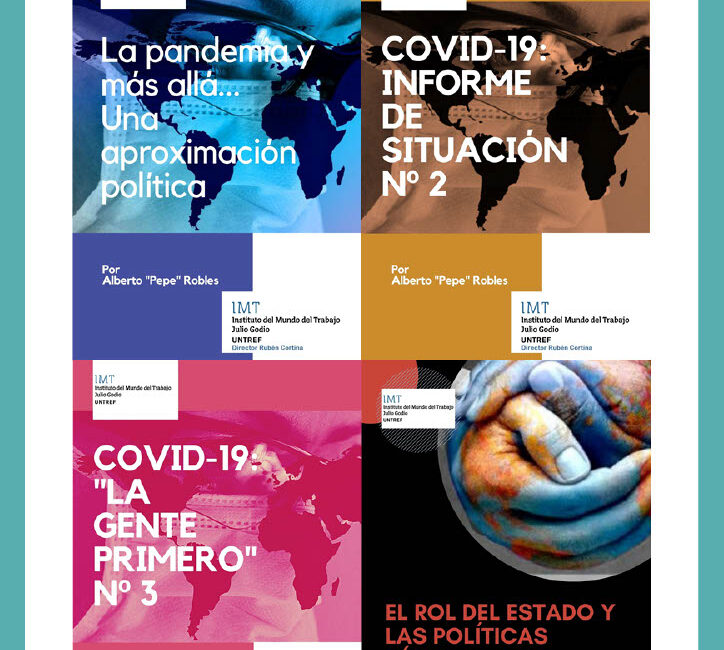 La pandemia y
más allá...
Una
aproximación
política
Por
Alberto "Pepe" Robles
IMT
Instituto del Mundo del Trabajo
Julio Godio
UNTREF
Director Rubén Cortina
COVID-19:
INFORME
DE
SITUACIÓN
Nº 2
Por
Alberto "Pepe" Robles
IMT
Instituto del Mundo del Trabajo
Julio Godio
UNTREF
Director Rubén Cortina
IMT
Instituto del Mundo del Trabajo
Julio Godio
UNTREF
COVID-19:
"LA
GENTE
PRIMERO"
Nº 3
IMT
Instituto del Mundo del Trabajo
Julio Godio
UNTREF
EL ROL DEL ESTADO Y
LAS POLÍTICAS